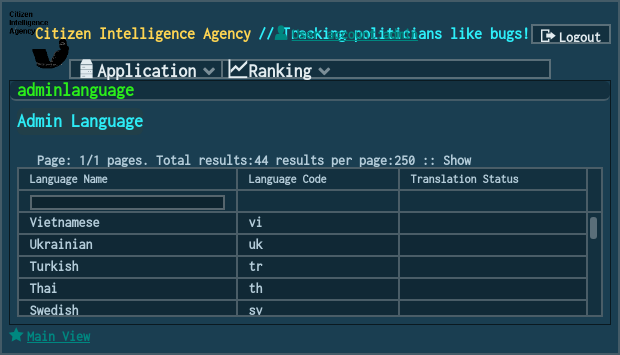 Citizen
Intelligence
Agency
Citizen Intelligence Agency // Tracking politicians like bugs!
Logout
Application
Ranking
adminlanguage
Admin Language
Page: 1/1 pages. Total results:44 results per page:250 :: Show
Language Name Language Code Translation Status
Vietnamese vi
Ukrainian uk
Turkish tr
Thai th
Swedish sv
Main View